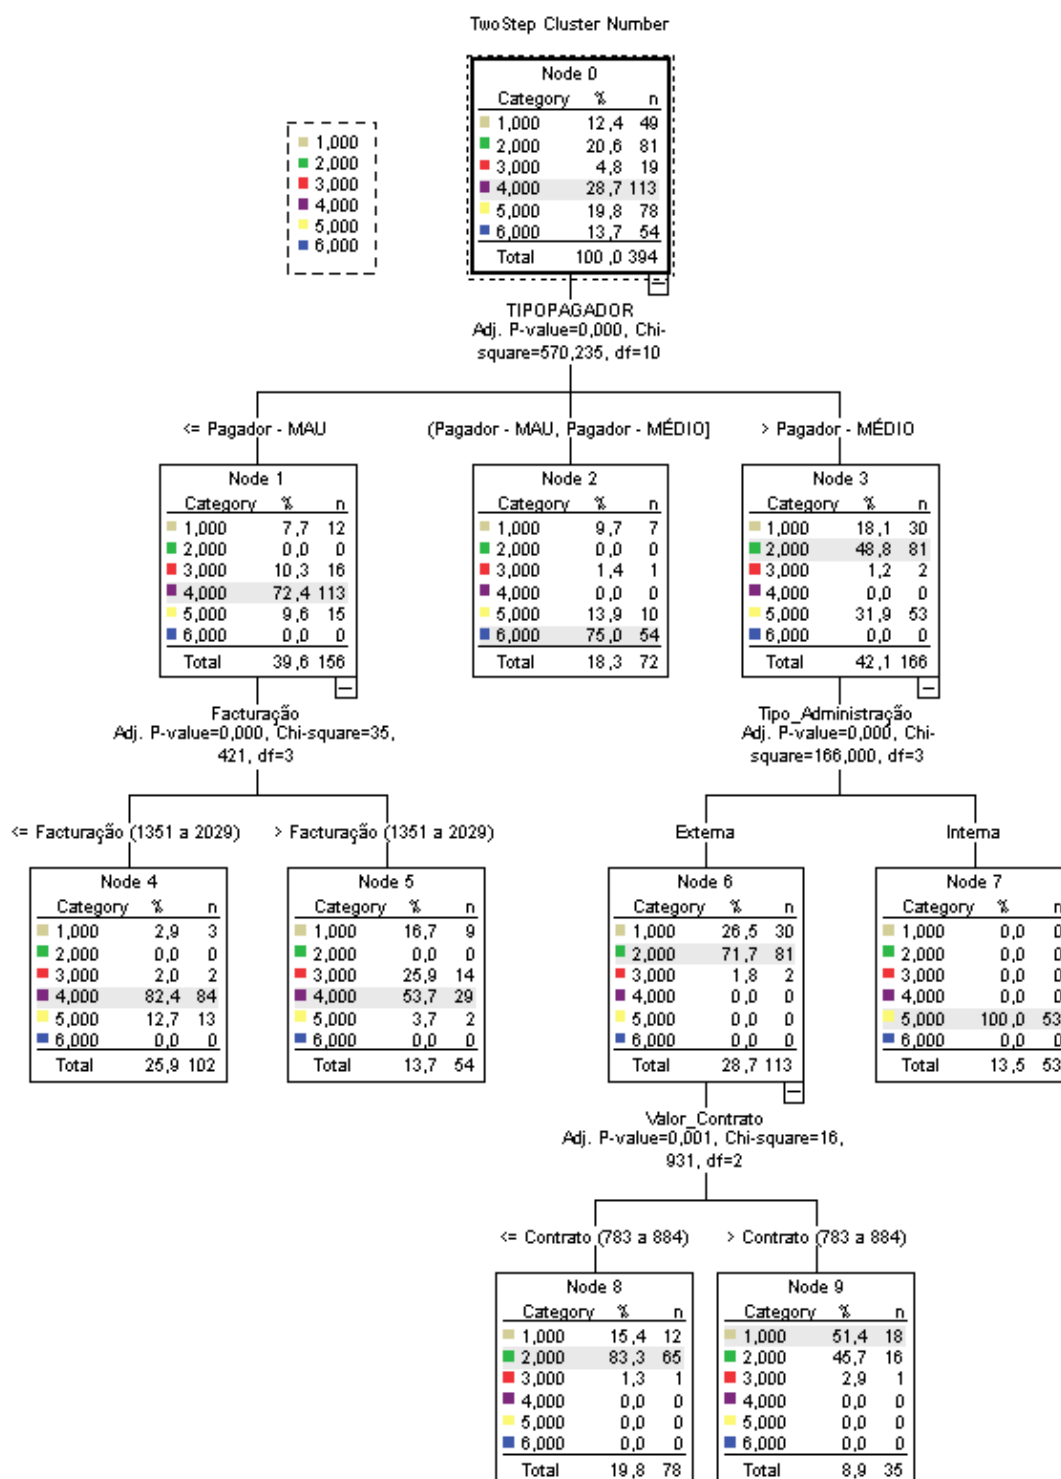 TwoStep Cluster Number
1,000
2,000
3,000
4,000
5,000
6,000
Node 0
Category % n
1,000 12,4 49
2,000 20,6 81
3,000 4,8 19
4,000 28,7 113
5,000 19,8 78
6,000 13,7 54
Total 100,0 394
TIPOPAGADOR
Adj. P-value=0,000, Chi-
square=570,235, df=10
<= Pagador - MAU
(Pagador - MAU, Pagador - MÉDIO]
> Pagador - MÉDIO
Node 1
Category % n
1,000 7,7 12
2,000 0,0 0
3,000 10,3 16
4,000 72,4 113
5,000 9,6 15
6,000 0,0 0
Total 39,6 156
Node 2
Category % n
1,000 9,7 7
2,000 0,0 0
3,000 1,4 1
4,000 0,0 0
5,000 13,9 10
6,000 75,0 54
Total 18,3 72
Node 3
Category % n
1,000 18,1 30
2,000 48,8 81
3,000 1,2 2
4,000 0,0 0
5,000 31,9 53
6,000 0,0 0
Total 42,1 166
Facturação
Adj. P-value=0,000, Chi-square=35,
421, df=3
Tipo_Administração
Adj. P-value=0,000, Chi-
square=166,000, df=3
<= Facturação (1351 a 2029)
> Facturação (1351 a 2029)
Externa
Interna
Node 4
Category % n
1,000 2,9 3
2,000 0,0 0
3,000 2,0 2
4,000 82,4 84
5,000 12,7 13
6,000 0,0 0
Total 25,9 102
Node 5
Category % n
1,000 16,7 9
2,000 0,0 0
3,000 25,9 14
4,000 53,7 29
5,000 3,7 2
6,000 0,0 0
Total 13,7 54
Node 6
Category % n
1,000 26,5 30
2,000 71,7 81
3,000 1,8 2
4,000 0,0 0
5,000 0,0 0
6,000 0,0 0
Total 28,7 113
Node 7
Category % n
1,000 0,0 0
2,000 0,0 0
3,000 0,0 0
4,000 0,0 0
5,000 100,0 53
6,000 0,0 0
Total 13,5 53
Valor_Contrato
Adj. P-value=0,001, Chi-square=16,
931, df=2
<= Contrato (783 a 884)
> Contrato (783 a 884)
Node 8
Category % n
1,000 15,4 12
2,000 83,3 65
3,000 1,3 1
4,000 0,0 0
5,000 0,0 0
6,000 0,0 0
Total 19,8 78
Node 9
Category % n
1,000 51,4 18
2,000 45,7 16
3,000 2,9 1
4,000 0,0 0
5,000 0,0 0
6,000 0,0 0
Total 8,9 35